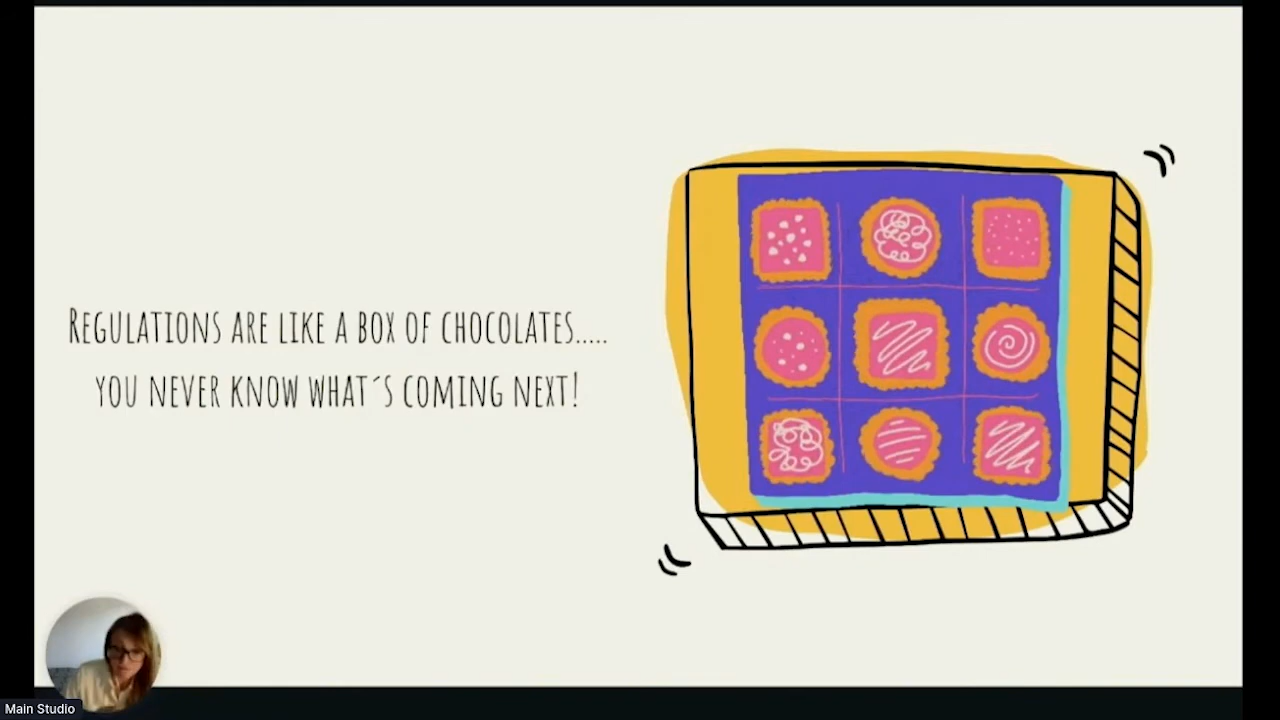 Regulations are like a box of chocolates.....
you never know what´s coming next!
Main Studio